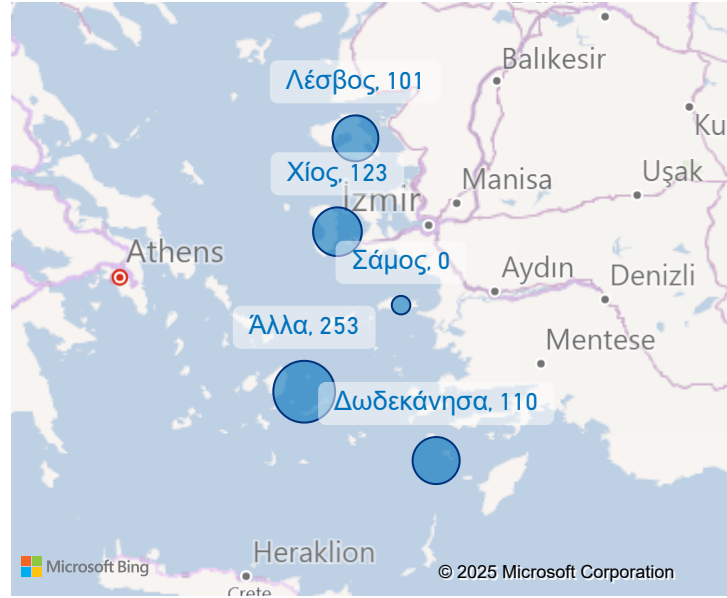 Balıkesir
Λέσβος, 101
Ku
Χίος, 123
Uşak
Manisa
İzmir
Athens
Σάμος, 0
Aydın
Denizli
Άλλα, 253
Mentese
Δωδεκάνησα, 110
Heraklion
Microsoft Bing
© 2025 Microsoft Corporation
Crete